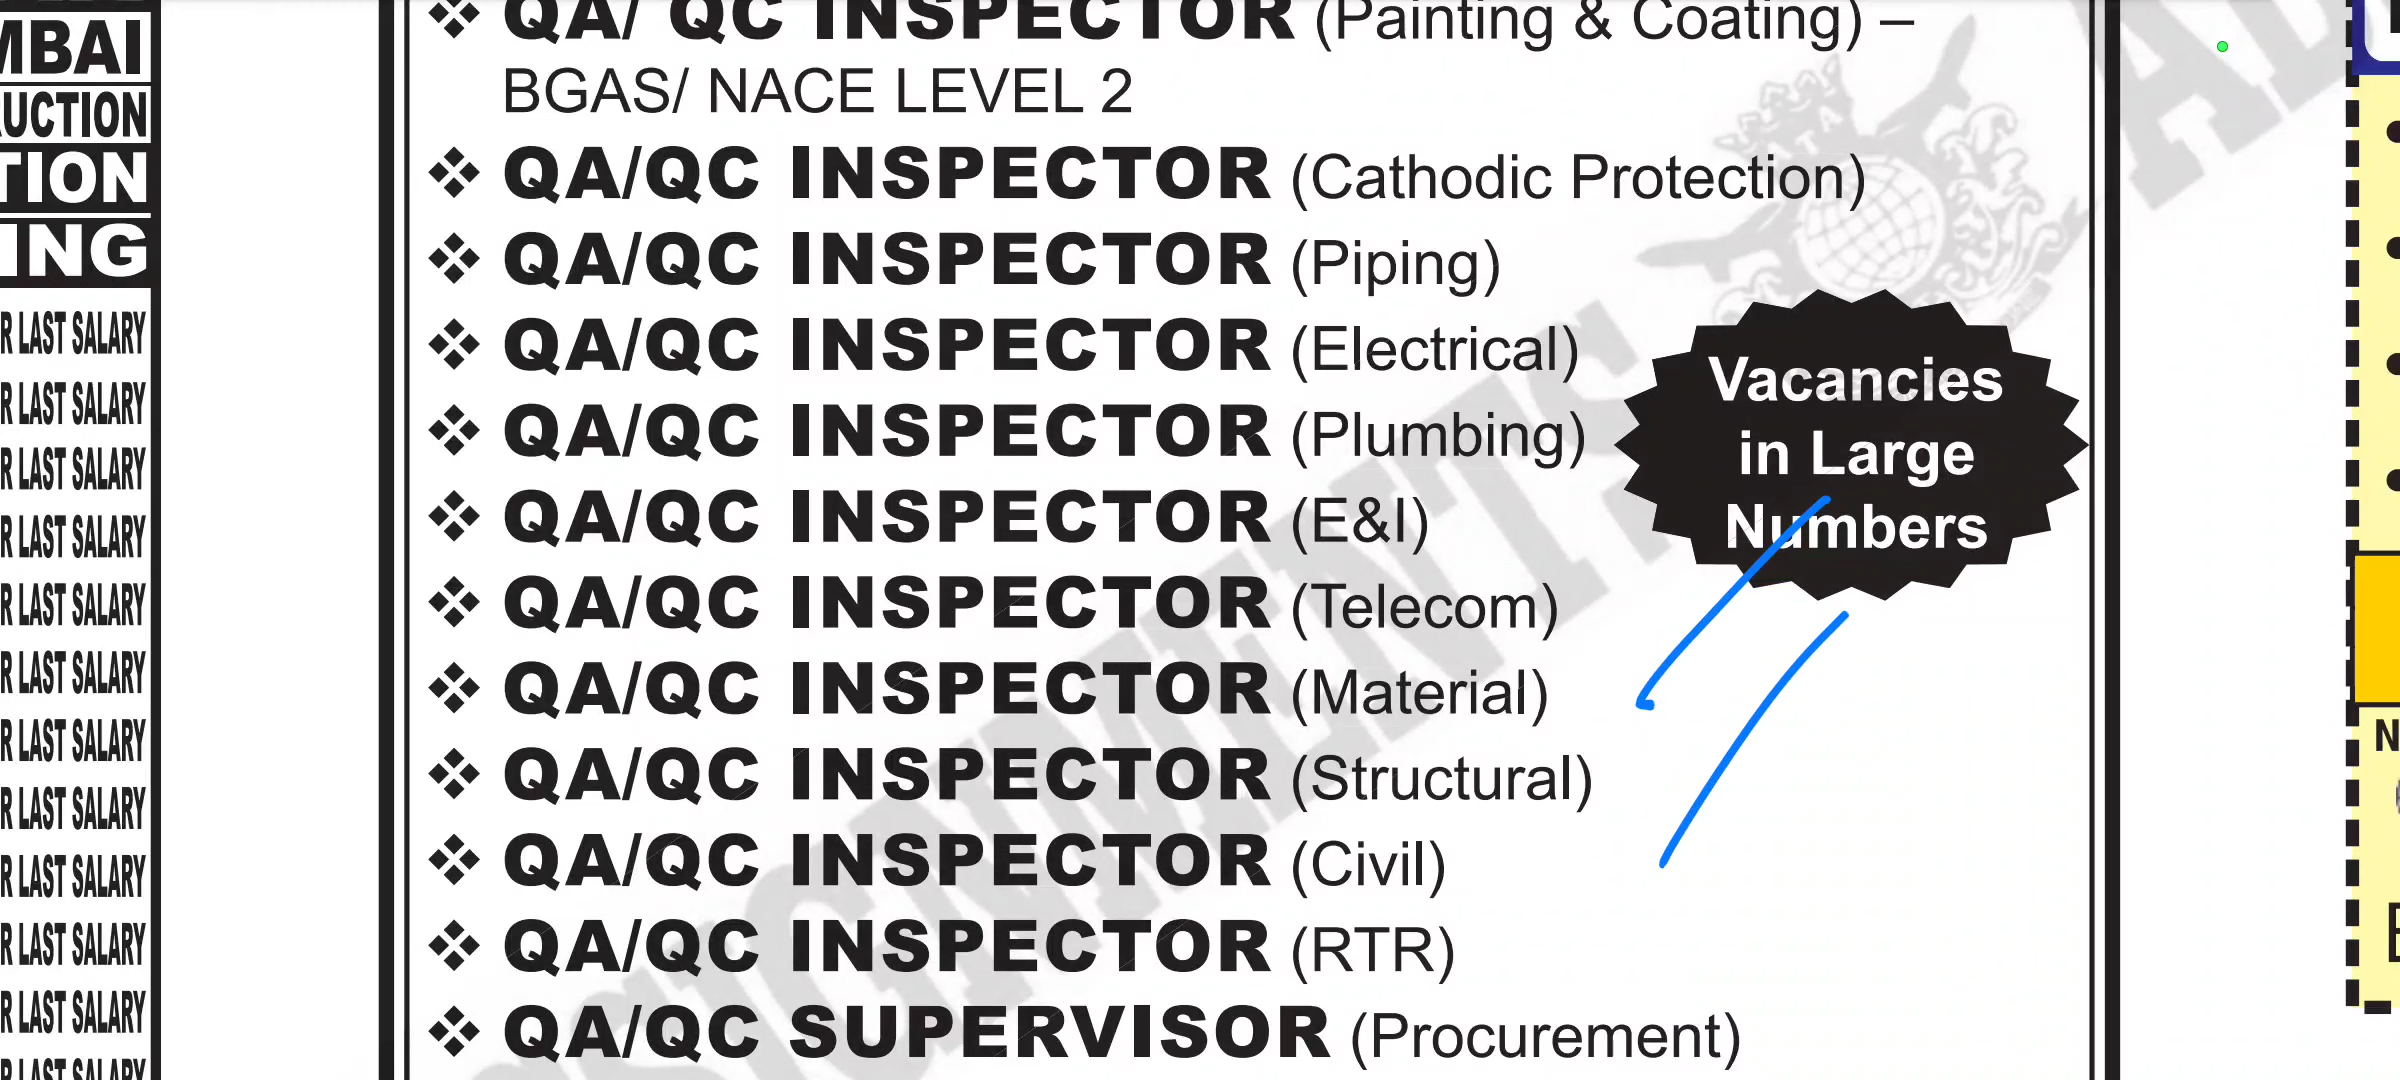 MBAI
UCTION
TION
ING
R LAST SALARY
R LAST SALARY
R LAST SALARY
R LAST SALARY
R LAST SALARY
R LAST SALARY
R LAST SALARY
R LAST SALARY
R LAST SALARY
R LAST SALARY
R LAST SALARY
R LAST SALARY
❖ QA/ QC INSPECTOR (Painting & Coating) –
BGAS/ NACE LEVEL 2
❖ QA/QC INSPECTOR (Cathodic Protection)
❖ QA/QC INSPECTOR (Piping)
❖ QA/QC INSPECTOR (Electrical)
❖ QA/QC INSPECTOR (Plumbing)
❖ QA/QC INSPECTOR (E&I)
❖ QA/QC INSPECTOR (Telecom)
❖ QA/QC INSPECTOR (Material)
❖ QA/QC INSPECTOR (Structural)
❖ QA/QC INSPECTOR (Civil)
❖ QA/QC INSPECTOR (RTR)
❖ QA/QC SUPERVISOR (Procurement)
Vacancies
in Large
Numbers
SIGNMENTS
N